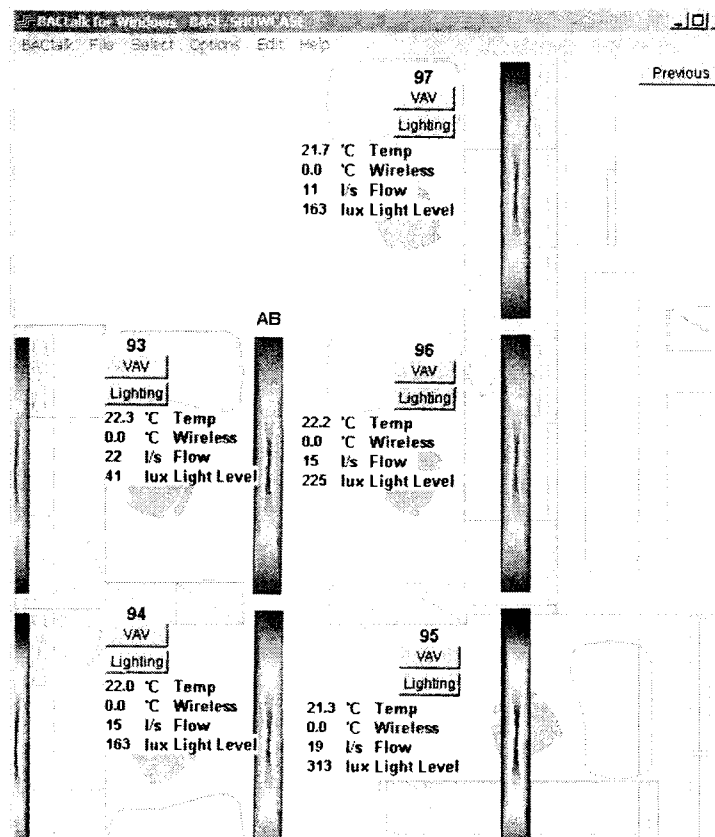 BACtalk for Windows BASE/SHOWCASE
BACtalk File Select Options Edit Help
Previous
97
VAV
Lighting
21.7 °C Temp
0.0 °C Wireless
11 l/s Flow
163 lux Light Level
AB
93
VAV
Lighting
22.3 °C Temp
0.0 °C Wireless
22 l/s Flow
41 lux Light Level
96
VAV
Lighting
22.2 °C Temp
0.0 °C Wireless
15 l/s Flow
225 lux Light Level
94
VAV
Lighting
22.0 °C Temp
0.0 °C Wireless
15 l/s Flow
163 lux Light Level
95
VAV
Lighting
21.3 °C Temp
0.0 °C Wireless
19 l/s Flow
313 lux Light Level